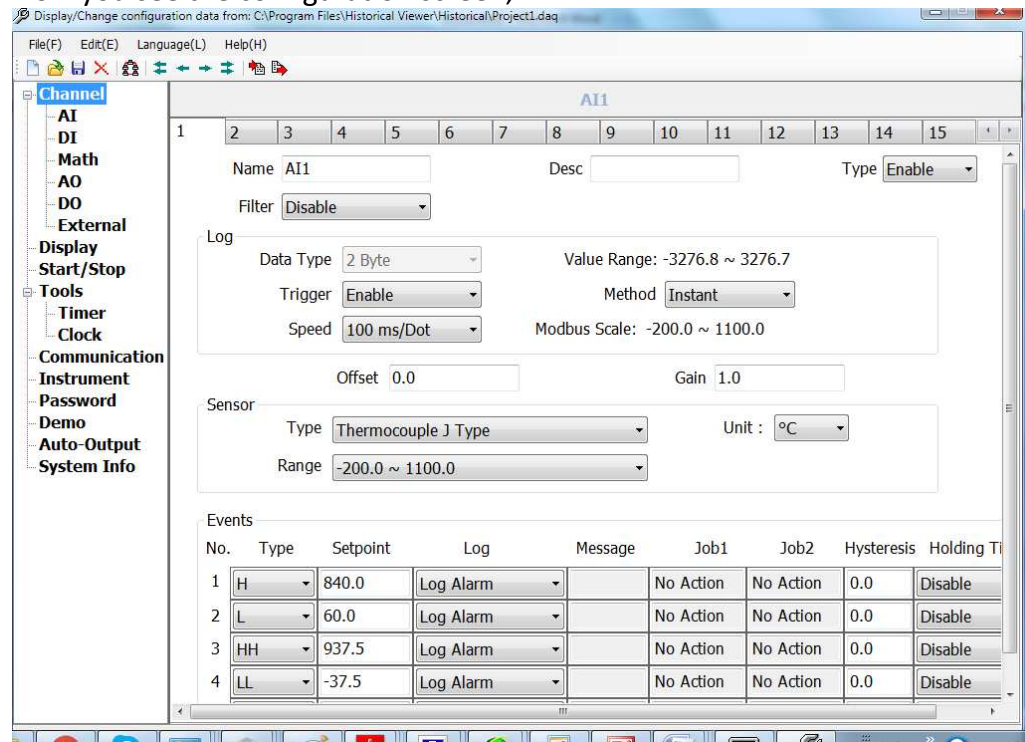 Display/Change configuration data from: C:\Program Files\Historical Viewer\Historical\Project1.daq
File(F) Edit(E) Language(L) Help(H)
Channel
AI
DI
Math
AO
DO
External
Display
Start/Stop
Tools
Timer
Clock
Communication
Instrument
Password
Demo
Auto-Output
System Info
AI1
1 2 3 4 5 6 7 8 9 10 11 12 13 14 15
Name AI1 Desc Type Enable
Filter Disable
Log
Data Type 2 Byte Value Range: -3276.8 ~ 3276.7
Trigger Enable Method Instant
Speed 100 ms/Dot Modbus Scale: -200.0 ~ 1100.0
Offset 0.0 Gain 1.0
Sensor
Type Thermocouple J Type Unit : °C
Range -200.0 ~ 1100.0
Events
No. Type Setpoint Log Message Job1 Job2 Hysteresis Holding Ti
1 H 840.0 Log Alarm No Action No Action 0.0 Disable
2 L 60.0 Log Alarm No Action No Action 0.0 Disable
3 HH 937.5 Log Alarm No Action No Action 0.0 Disable
4 LL -37.5 Log Alarm No Action No Action 0.0 Disable